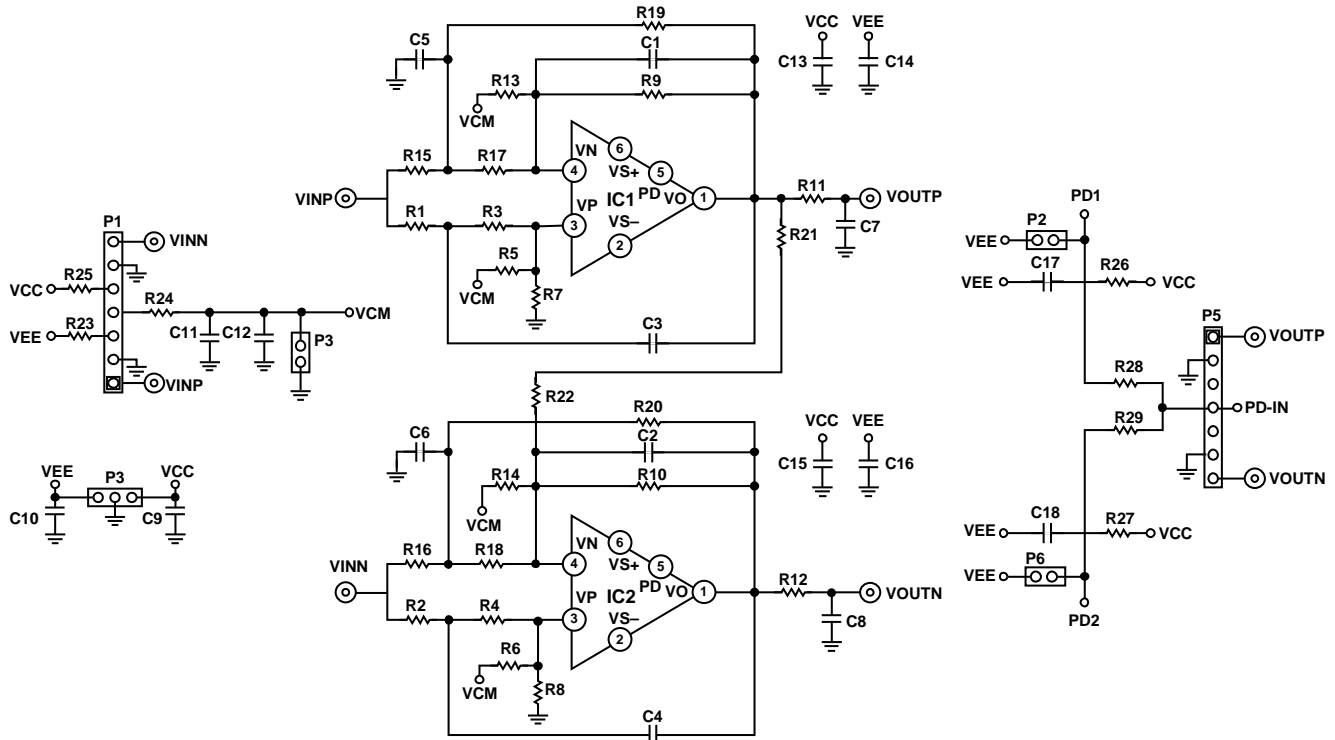 R19
VCC VEE
C5
C1
C13 C14
R13 R9
VCM
R15 R17 VN 6
4 VS+ 5
VINP IC1 PD VO 1 R11 VOUTP
R1 R3 VP
3 VS– 2
R21 C7
R5
VCM R7
C3
P1
VINN
R25
VCC
R24
VCM
VEE R23
C11 C12 P3
VINP
R22
R20
C6 C2
VCC VEE
C15 C16
R14 R10
VCM
R16 R18 VN 6
4 VS+ 5
VINN IC2 PD VO 1 R12 VOUTN
R2 R4 VP
3 VS– 2
C8
R6
VCM R8
C4
VEE P3 VCC
C10 C9
PD1
P2
VEE
C17 R26
VEE VCC
P5
VOUTP
R28
PD-IN
R29
VOUTN
C18 R27
VEE VCC
P6
VEE
PD2